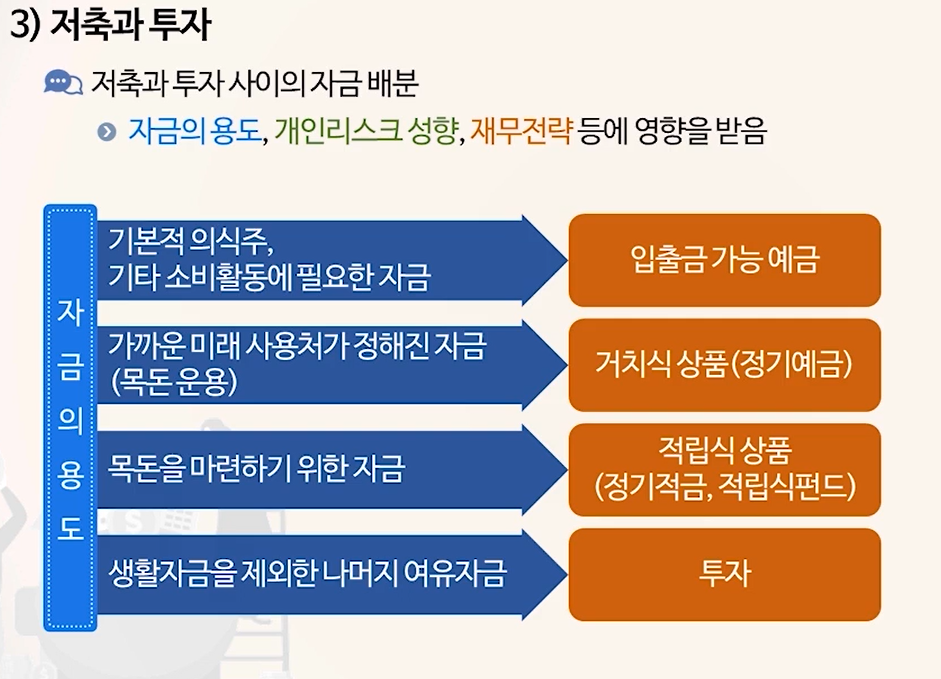 3) 저축과 투자
저축과 투자 사이의 자금 배분
자금의 용도, 개인리스크 성향, 재무전략 등에 영향을 받음
자금의용도
기본적 의식주,
기타 소비활동에 필요한 자금
입출금 가능 예금
가까운 미래 사용처가 정해진 자금
(목돈 운용)
거치식 상품(정기예금)
목돈을 마련하기 위한 자금
적립식 상품
(정기적금, 적립식펀드)
생활자금을 제외한 나머지 여유자금
투자